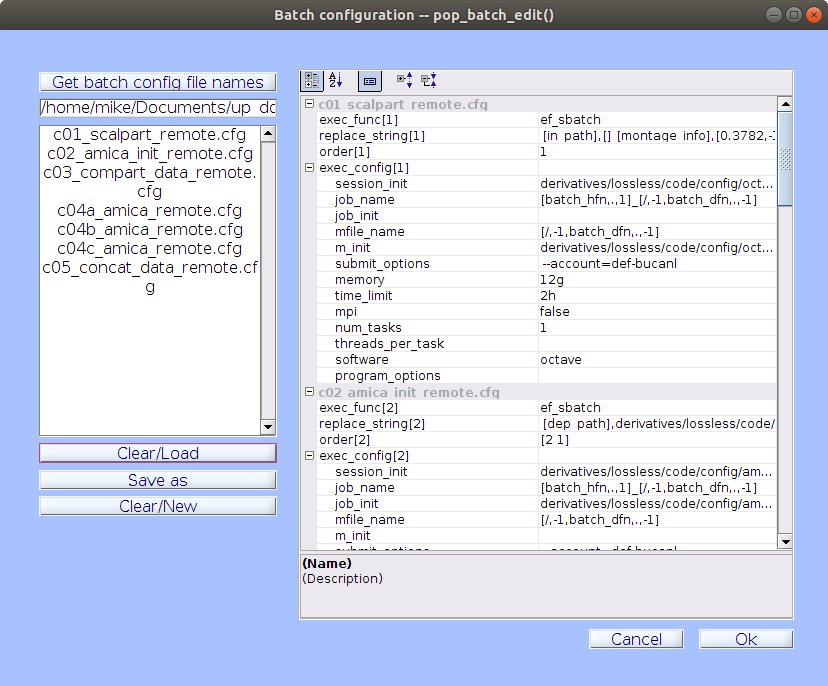 Batch configuration -- pop_batch_edit()
Get batch config file names
/home/mike/Documents/up_do
c01_scalpart_remote.cfg
c02_amica_init_remote.cfg
c03_compart_data_remote.
cfg
c04a_amica_remote.cfg
c04b_amica_remote.cfg
c04c_amica_remote.cfg
c05_concat_data_remote.cf
g
Clear/Load
Save as
Clear/New
c01_scalpart_remote.cfg
exec_func[1] ef_sbatch
replace_string[1] [in_path],[] [montage_info],[0.3782,-1
order[1] 1
exec_config[1]
session_init derivatives/lossless/code/config/oct...
job_name [batch_hfn,.,1]_[/,-1,batch_dfn,.,-1]
job_init
mfile_name [/,-1,batch_dfn,.,-1]
m_init derivatives/lossless/code/config/oct...
submit_options --account=def-bucanl
memory 12g
time_limit 2h
mpi false
num_tasks 1
threads_per_task
software octave
program_options
c02_amica_init_remote.cfg
exec_func[2] ef_sbatch
replace_string[2] [dep_path],derivatives/lossless/code/
order[2] [2 1]
exec_config[2]
session_init derivatives/lossless/code/config/am...
job_name [batch_hfn,.,1]_[/,-1,batch_dfn,.,-1]
job_init derivatives/lossless/code/config/am...
mfile_name [/,-1,batch_dfn,.,-1]
m_init
submit_options --account=def-bucanl
(Name)
(Description)
Cancel
Ok